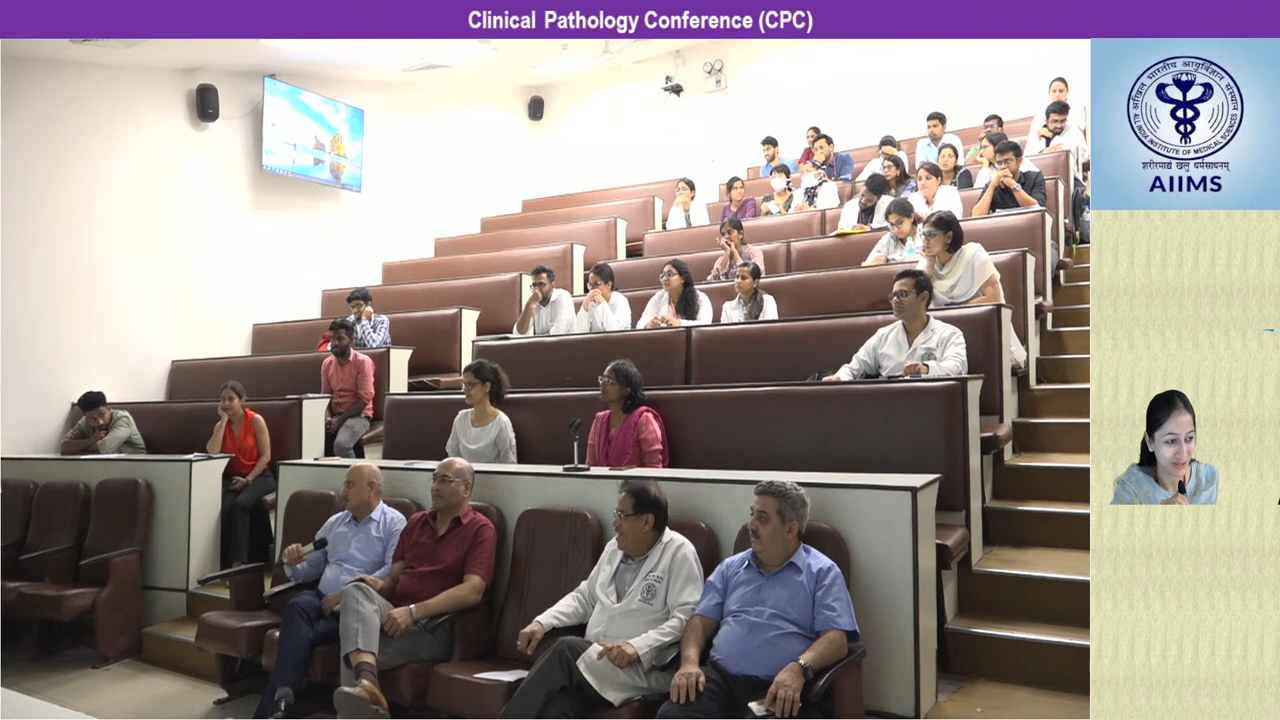 Clinical Pathology Conference (CPC)
अखिल भारतीय आयुर्विज्ञान संस्थान
ALL INDIA INSTITUTE OF MEDICAL SCIENCES
शरीरमाद्यं खलु धर्मसाधनम्
AIIMS